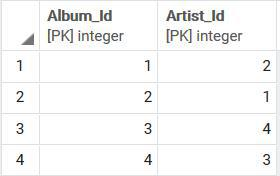 Album_Id Artist_Id
[PK] integer [PK] integer
1 1 2
2 2 1
3 3 4
4 4 3